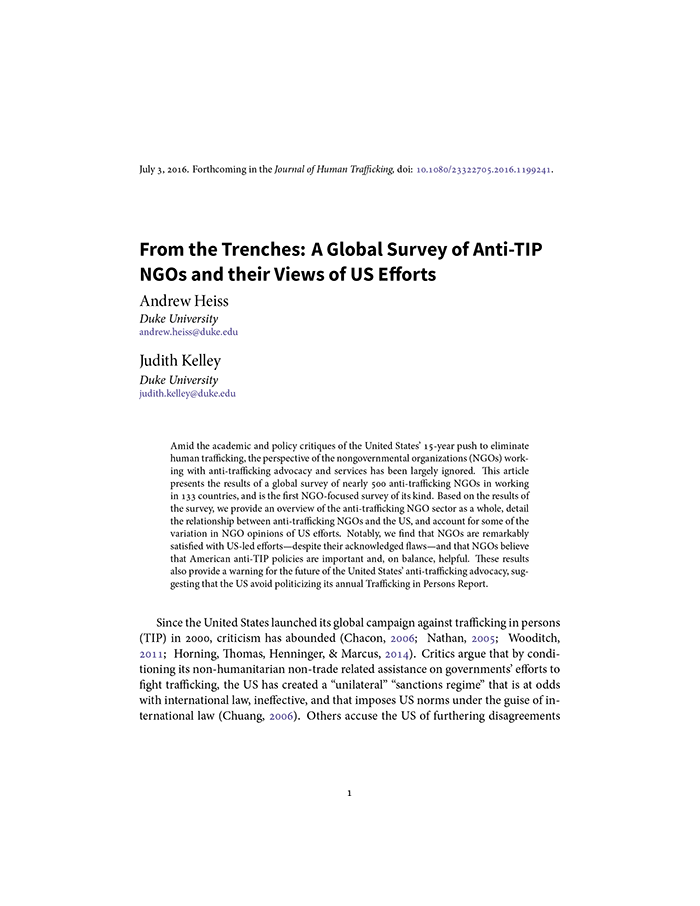 July 3, 2016. Forthcoming in the Journal of Human Trafficking, doi: 10.1080/23322705.2016.1199241.
From the Trenches: A Global Survey of Anti-TIP
NGOs and their Views of US Efforts
Andrew Heiss
Duke University
andrew.heiss@duke.edu
Judith Kelley
Duke University
judith.kelley@duke.edu
Amid the academic and policy critiques of the United States’ 15-year push to eliminate
human trafficking, the perspective of the nongovernmental organizations (NGOs) work-
ing with anti-trafficking advocacy and services has been largely ignored. This article
presents the results of a global survey of nearly 500 anti-trafficking NGOs in working
in 133 countries, and is the first NGO-focused survey of its kind. Based on the results of
the survey, we provide an overview of the anti-trafficking NGO sector as a whole, detail
the relationship between anti-trafficking NGOs and the US, and account for some of the
variation in NGO opinions of US efforts. Notably, we find that NGOs are remarkably
satisfied with US-led efforts—despite their acknowledged flaws—and that NGOs believe
that American anti-TIP policies are important and, on balance, helpful. These results
also provide a warning for the future of the United States’ anti-trafficking advocacy, sug-
gesting that the US avoid politicizing its annual Trafficking in Persons Report.
Since the United States launched its global campaign against trafficking in persons
(TIP) in 2000, criticism has abounded (Chacon, 2006; Nathan, 2005; Wooditch,
2011; Horning, Thomas, Henninger, & Marcus, 2014). Critics argue that by condi-
tioning its non-humanitarian non-trade related assistance on governments’ efforts to
fight trafficking, the US has created a “unilateral” “sanctions regime” that is at odds
with international law, ineffective, and that imposes US norms under the guise of in-
ternational law (Chuang, 2006). Others accuse the US of furthering disagreements
1